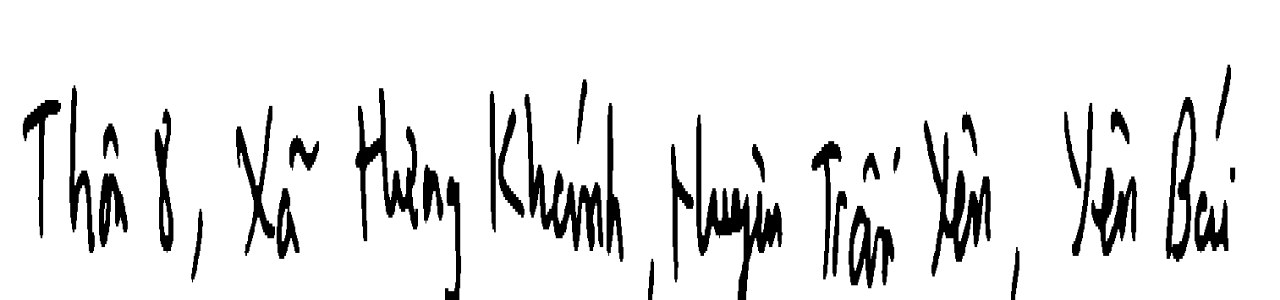 Thôn 8, Xã Hưng Khánh, Huyện Trấn Yên, Yên Bái